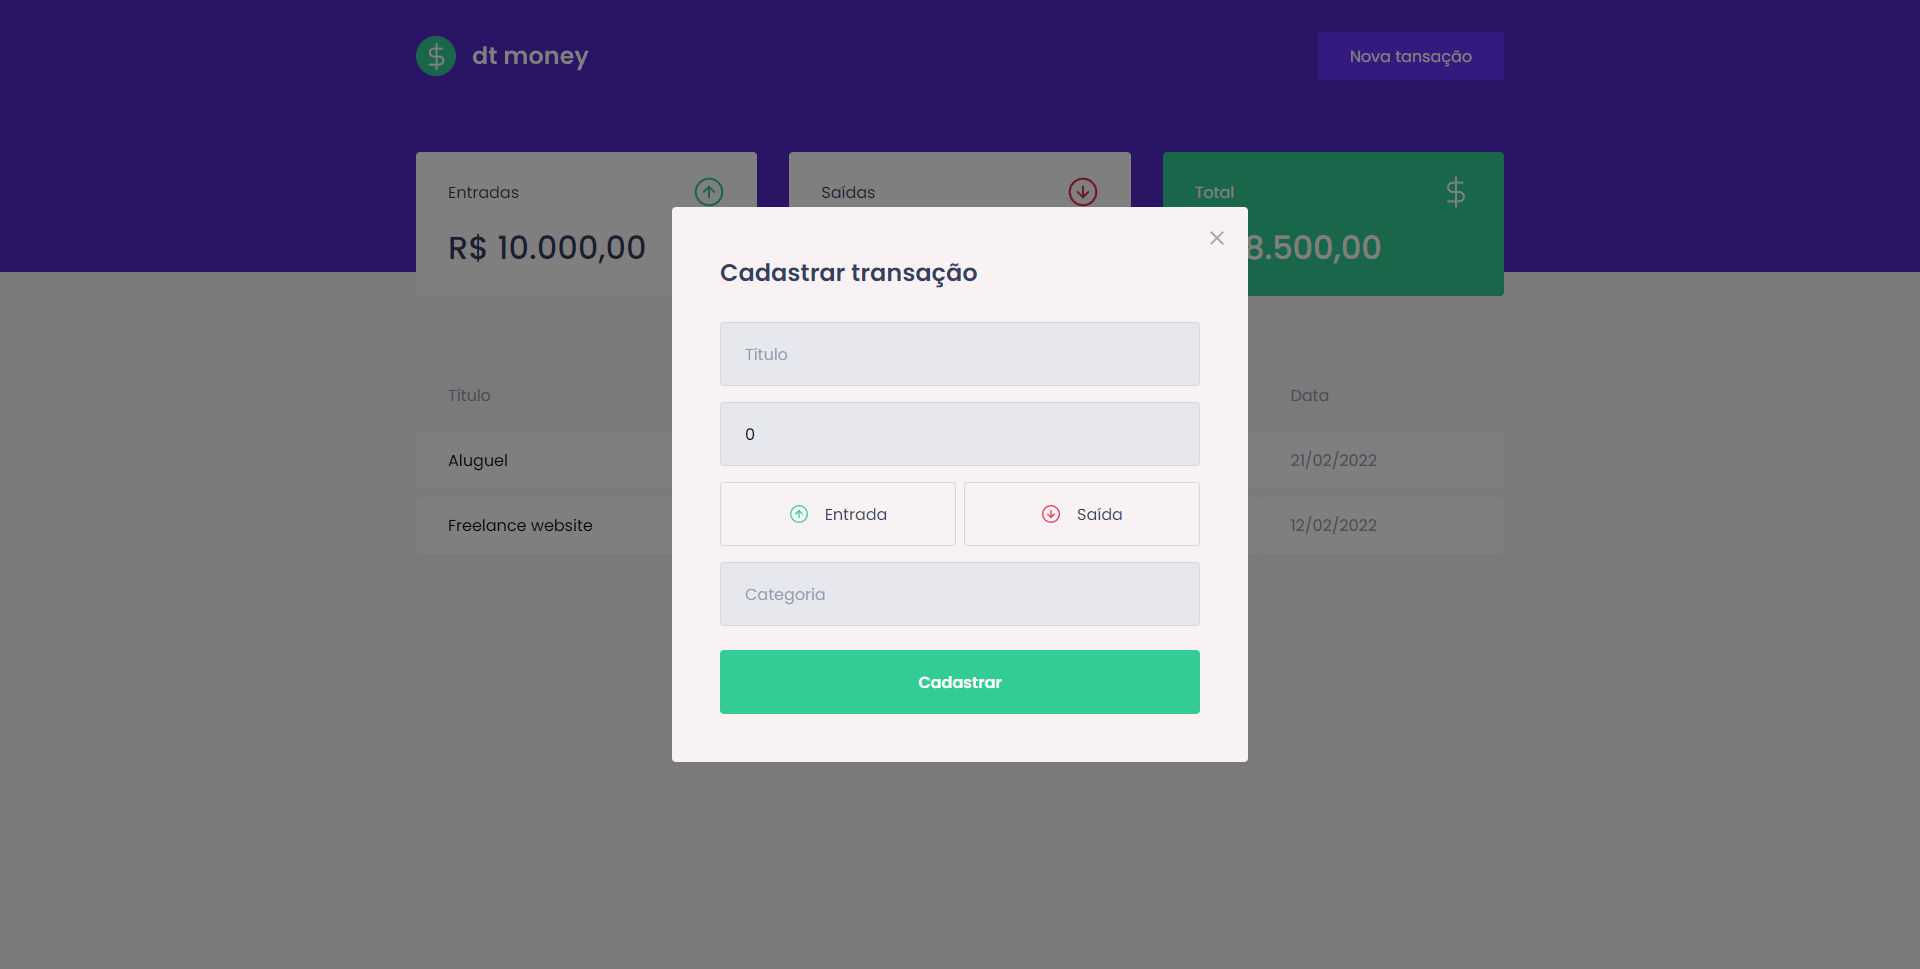 dt money
Nova tansação
Entradas
R$ 10.000,00
Saídas
Total
8.500,00
Cadastrar transação
Título
0
Entrada
Saída
Categoria
Cadastrar
Título
Data
Aluguel
21/02/2022
Freelance website
12/02/2022